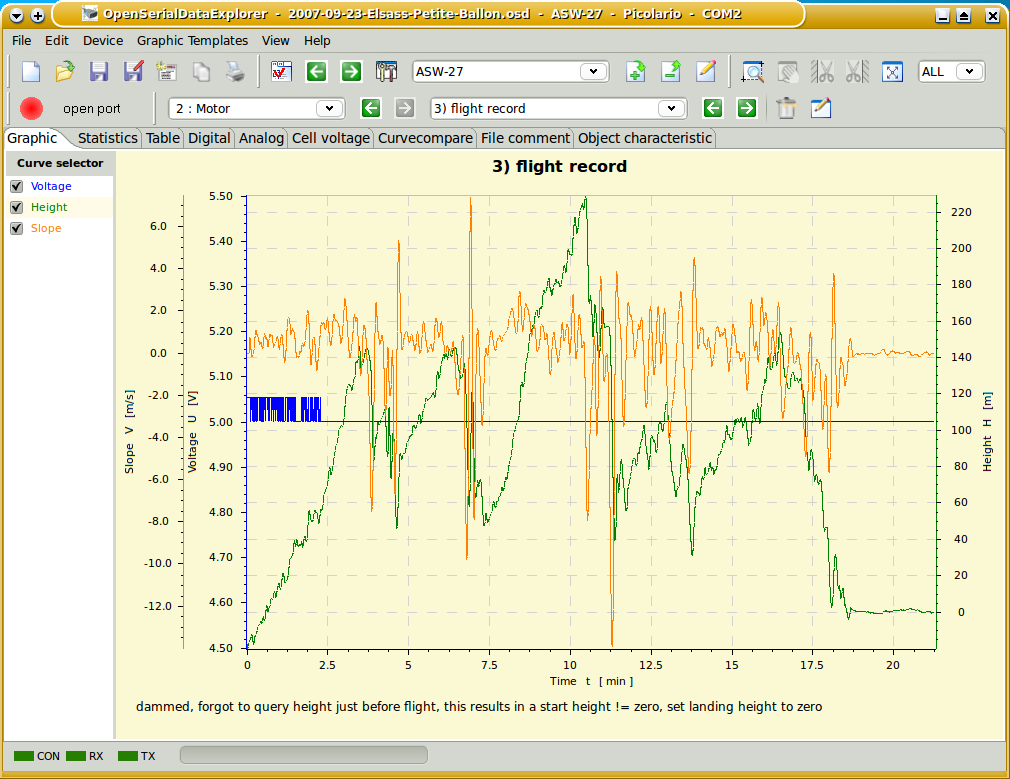 OpenSerialDataExplorer - 2007-09-23-Elsass-Petite-Ballon.osd - ASW-27 - Picolario - COM2
File Edit Device Graphic Templates View Help
ASW-27 ALL
open port 2 : Motor 3) flight record
Graphic Statistics Table Digital Analog Cell voltage Curvecompare File comment Object characteristic
Curve selector
Voltage
Height
Slope
3) flight record
Slope V [m/s]
6.0
4.0
2.0
0.0
-2.0
-4.0
-6.0
-8.0
-10.0
-12.0
Voltage U [V]
5.50
5.40
5.30
5.20
5.10
5.00
4.90
4.80
4.70
4.60
4.50
220
200
180
160
140
120
100
80
60
40
20
0
Height H [m]
0 2.5 5 7.5 10 12.5 15 17.5 20
Time t [ min ]
dammed, forgot to query height just before flight, this results in a start height != zero, set landing height to zero
CON RX TX